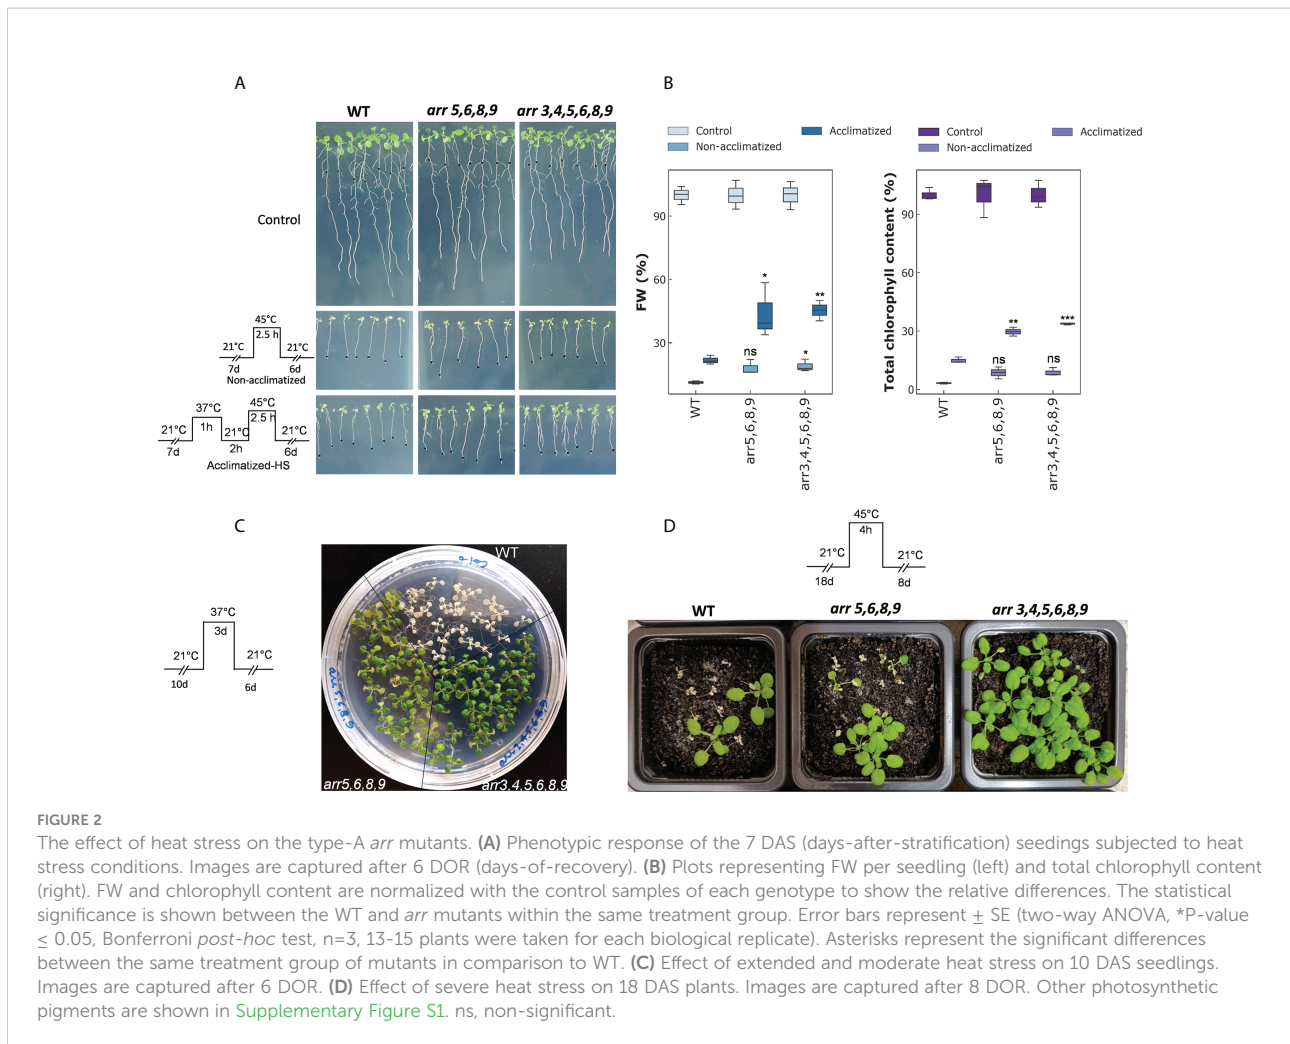 A
WT
arr 5,6,8,9
arr 3,4,5,6,8,9
Control
45°C
2.5 h
21°C
21°C
7d
6d
Non-acclimatized
37°C
45°C
1h
2.5 h
21°C
21°C
21°C
7d
2h
6d
Acclimatized-HS
B
Control
Acclimatized
Non-acclimatized
FW (%)
90
60
30
ns
*
*
**
WT
arr5,6,8,9
arr3,4,5,6,8,9
Control
Acclimatized
Non-acclimatized
Total chlorophyll content (%)
90
60
30
0
ns
**
ns
***
WT
arr5,6,8,9
arr3,4,5,6,8,9
C
37°C
3d
21°C
21°C
10d
6d
WT
arr5,6,8,9
arr3,4,5,6,8,9
D
45°C
4h
21°C
21°C
18d
8d
WT
arr 5,6,8,9
arr 3,4,5,6,8,9
FIGURE 2
The effect of heat stress on the type-A arr mutants. (A) Phenotypic response of the 7 DAS (days-after-stratification) seedings subjected to heat
stress conditions. Images are captured after 6 DOR (days-of-recovery). (B) Plots representing FW per seedling (left) and total chlorophyll content
(right). FW and chlorophyll content are normalized with the control samples of each genotype to show the relative differences. The statistical
significance is shown between the WT and arr mutants within the same treatment group. Error bars represent ± SE (two-way ANOVA, *P-value
≤ 0.05, Bonferroni post-hoc test, n=3, 13-15 plants were taken for each biological replicate). Asterisks represent the significant differences
between the same treatment group of mutants in comparison to WT. (C) Effect of extended and moderate heat stress on 10 DAS seedlings.
Images are captured after 6 DOR. (D) Effect of severe heat stress on 18 DAS plants. Images are captured after 8 DOR. Other photosynthetic
pigments are shown in Supplementary Figure S1. ns, non-significant.